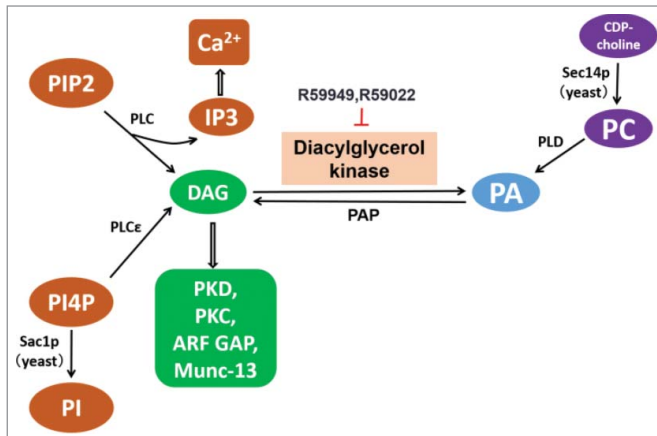 Ca²⁺
CDP-
choline
PIP2
R59949,R59022
Sec14p
(yeast)
PLC
IP3
PC
Diacylglycerol
kinase
PLD
DAG
PA
PAP
PLCε
PKD,
PKC,
ARF GAP,
Munc-13
PI4P
Sac1p
(yeast)
PI